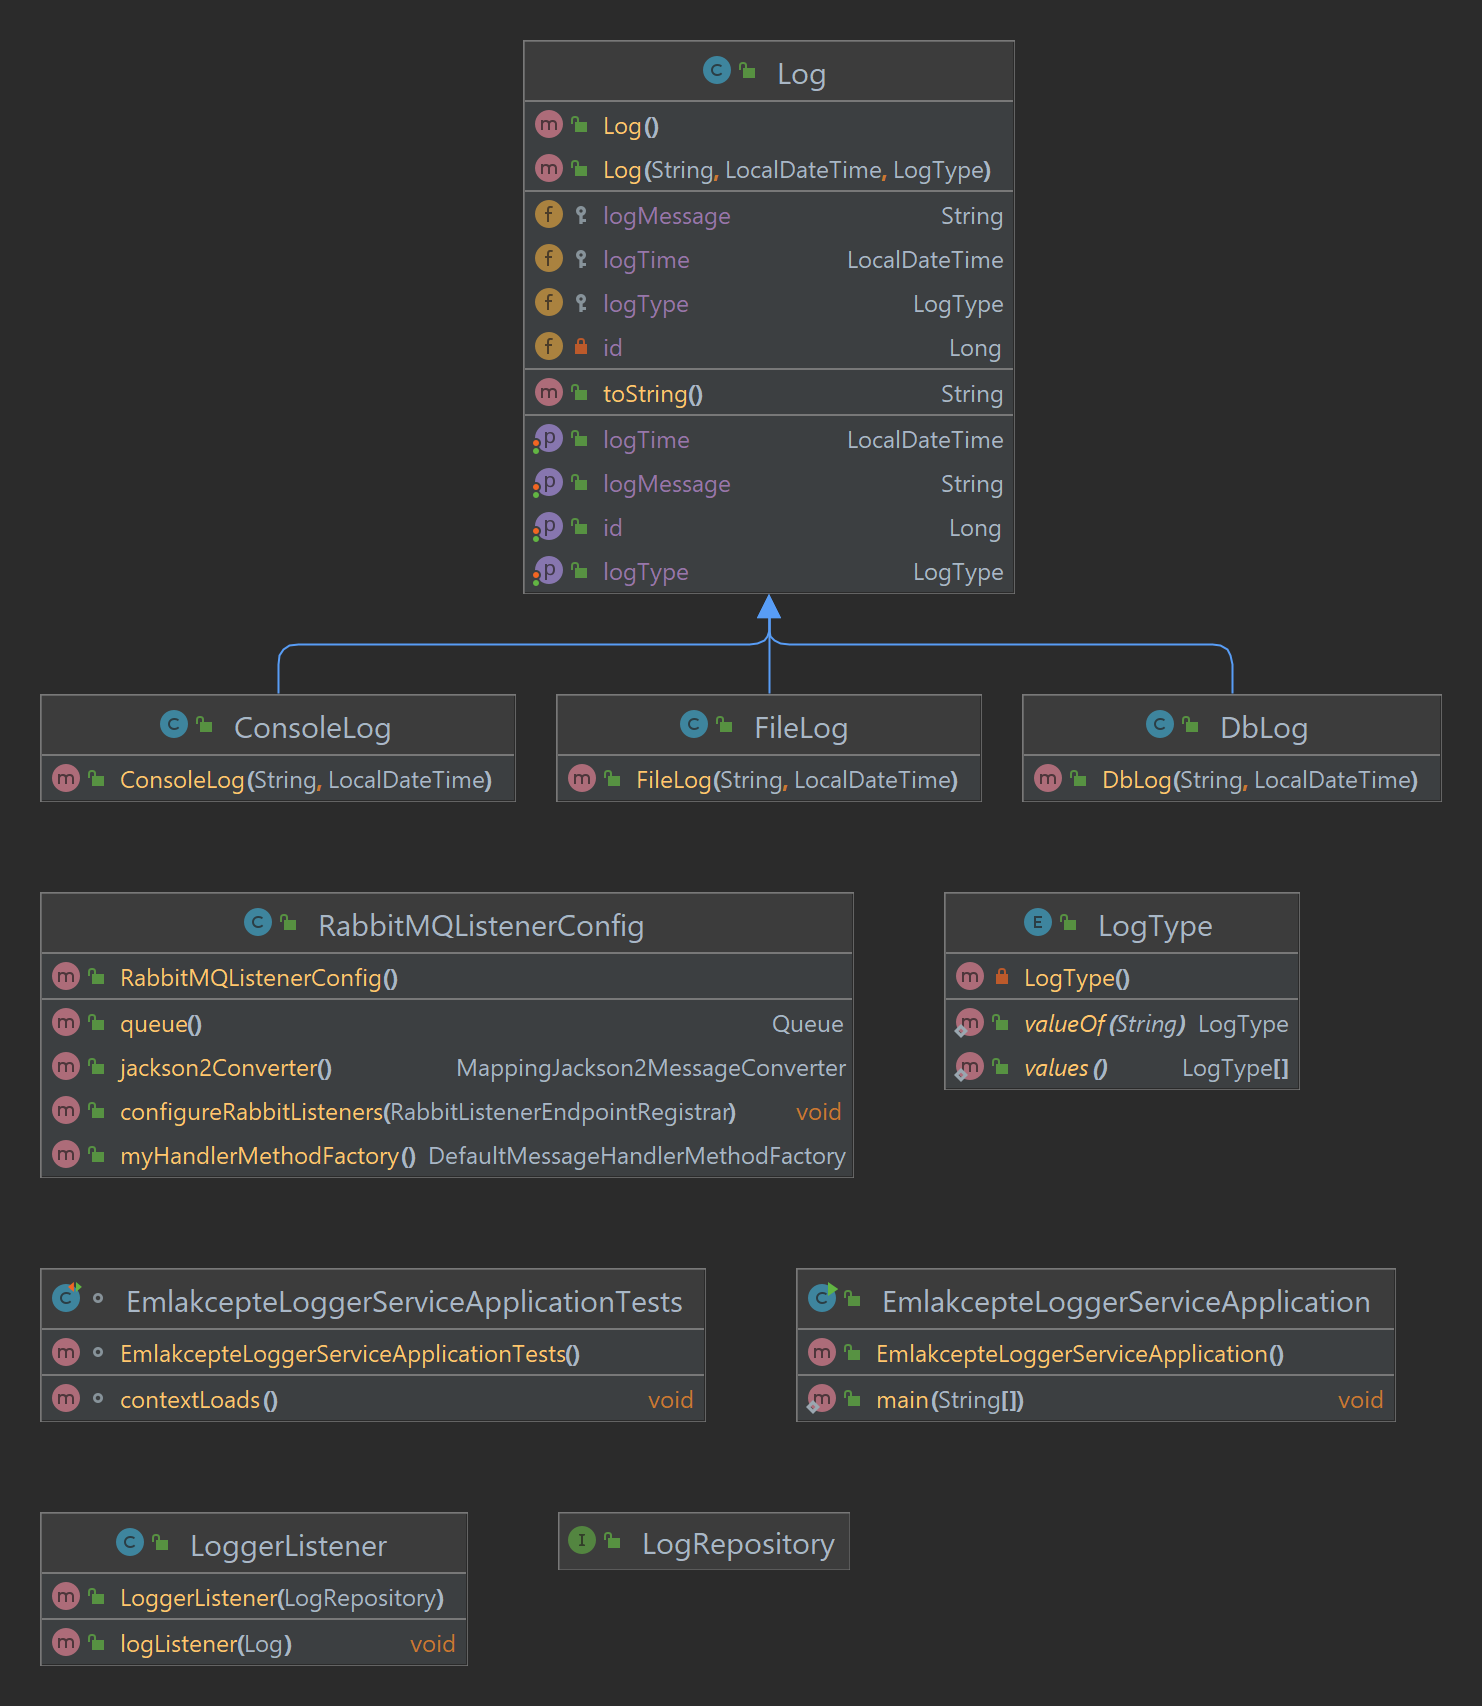 Log
Log()
Log(String, LocalDateTime, LogType)
logMessage String
logTime LocalDateTime
logType LogType
id Long
toString() String
logTime LocalDateTime
logMessage String
id Long
logType LogType
ConsoleLog
ConsoleLog(String, LocalDateTime)
FileLog
FileLog(String, LocalDateTime)
DbLog
DbLog(String, LocalDateTime)
RabbitMQListenerConfig
RabbitMQListenerConfig()
queue() Queue
jackson2Converter() MappingJackson2MessageConverter
configureRabbitListeners(RabbitListenerEndpointRegistrar) void
myHandlerMethodFactory() DefaultMessageHandlerMethodFactory
LogType
LogType()
valueOf(String) LogType
values() LogType[]
EmlakcepteLoggerServiceApplicationTests
EmlakcepteLoggerServiceApplicationTests()
contextLoads() void
EmlakcepteLoggerServiceApplication
EmlakcepteLoggerServiceApplication()
main(String[]) void
LoggerListener
LoggerListener(LogRepository)
logListener(Log) void
LogRepository